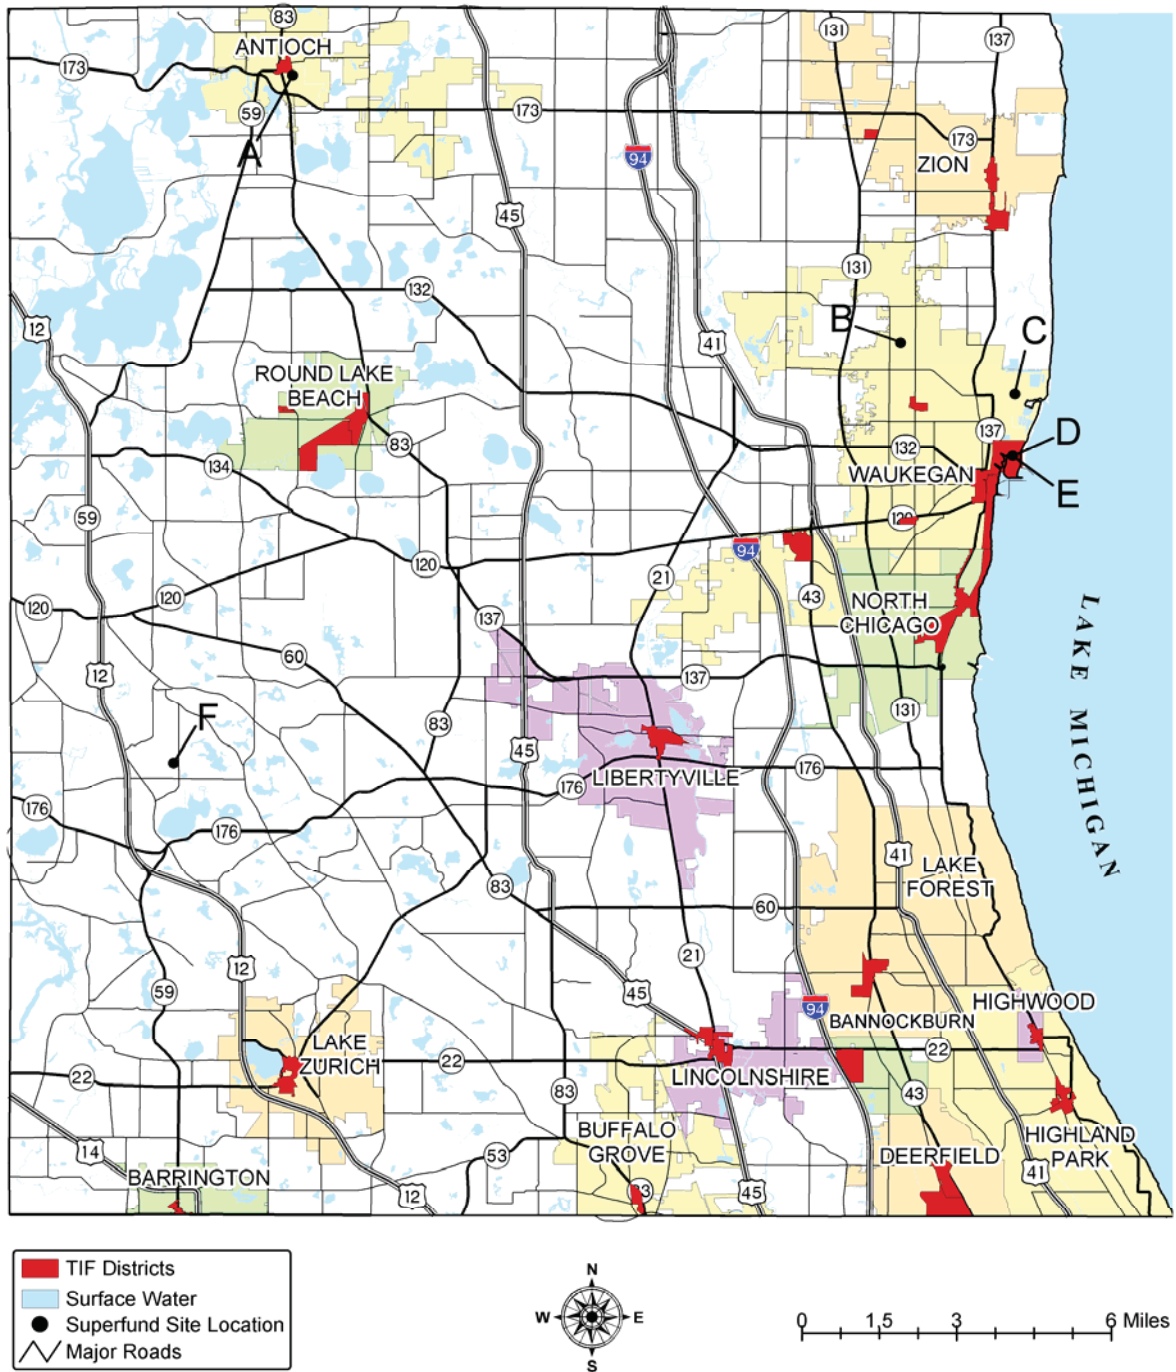 83
131
137
ANTIOCH
173
59
173
173
A
94
ZION
45
131
132
12
B
C
41
ROUND LAKE
BEACH
83
137
D
132
134
WAUKEGAN
E
59
120
94
120
21
43
NORTH
CHICAGO
120
120
137
LAKE MICHIGAN
60
12
137
131
F
83
45
176
LIBERTYVILLE
176
176
176
41
LAKE
FOREST
83
60
21
12
59
45
94
HIGHWOOD
BANNOCKBURN
LAKE
ZURICH
22
22
22
LINCOLNSHIRE
83
43
BUFFALO
GROVE
HIGHLAND
PARK
14
53
DEERFIELD
BARRINGTON
41
12
83
45
TIF Districts
Surface Water
Superfund Site Location
Major Roads
N
W E
S
0 1.5 3 6 Miles